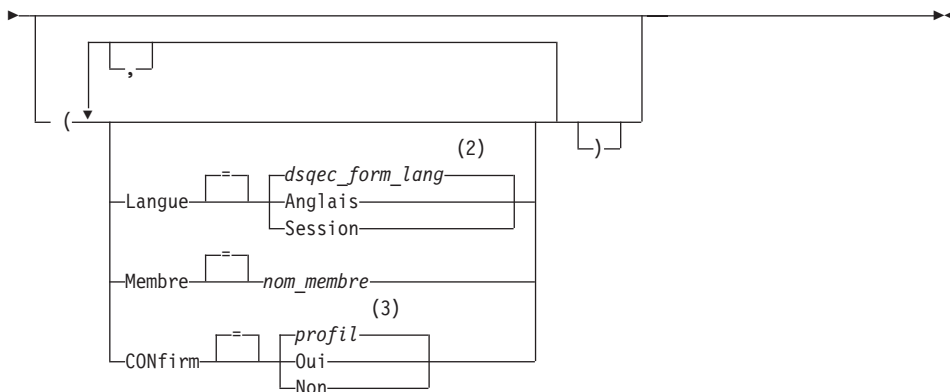 ,
(
)
(2)
dsqec_form_lang
Langue = Anglais
Session
=
Membre nom_membre
(3)
profil
CONfirm = Oui
Non